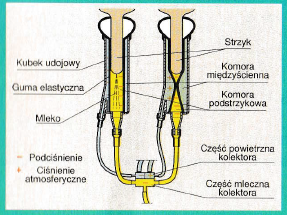 Strzyk
Kubek udojowy
Guma elastyczna
Mleko
Komora
międzyścienna
Komora
podstrzykowa
− Podciśnienie
+ Ciśnienie
atmosferyczne
Część powietrzna
kolektora
Część mleczna
kolektora